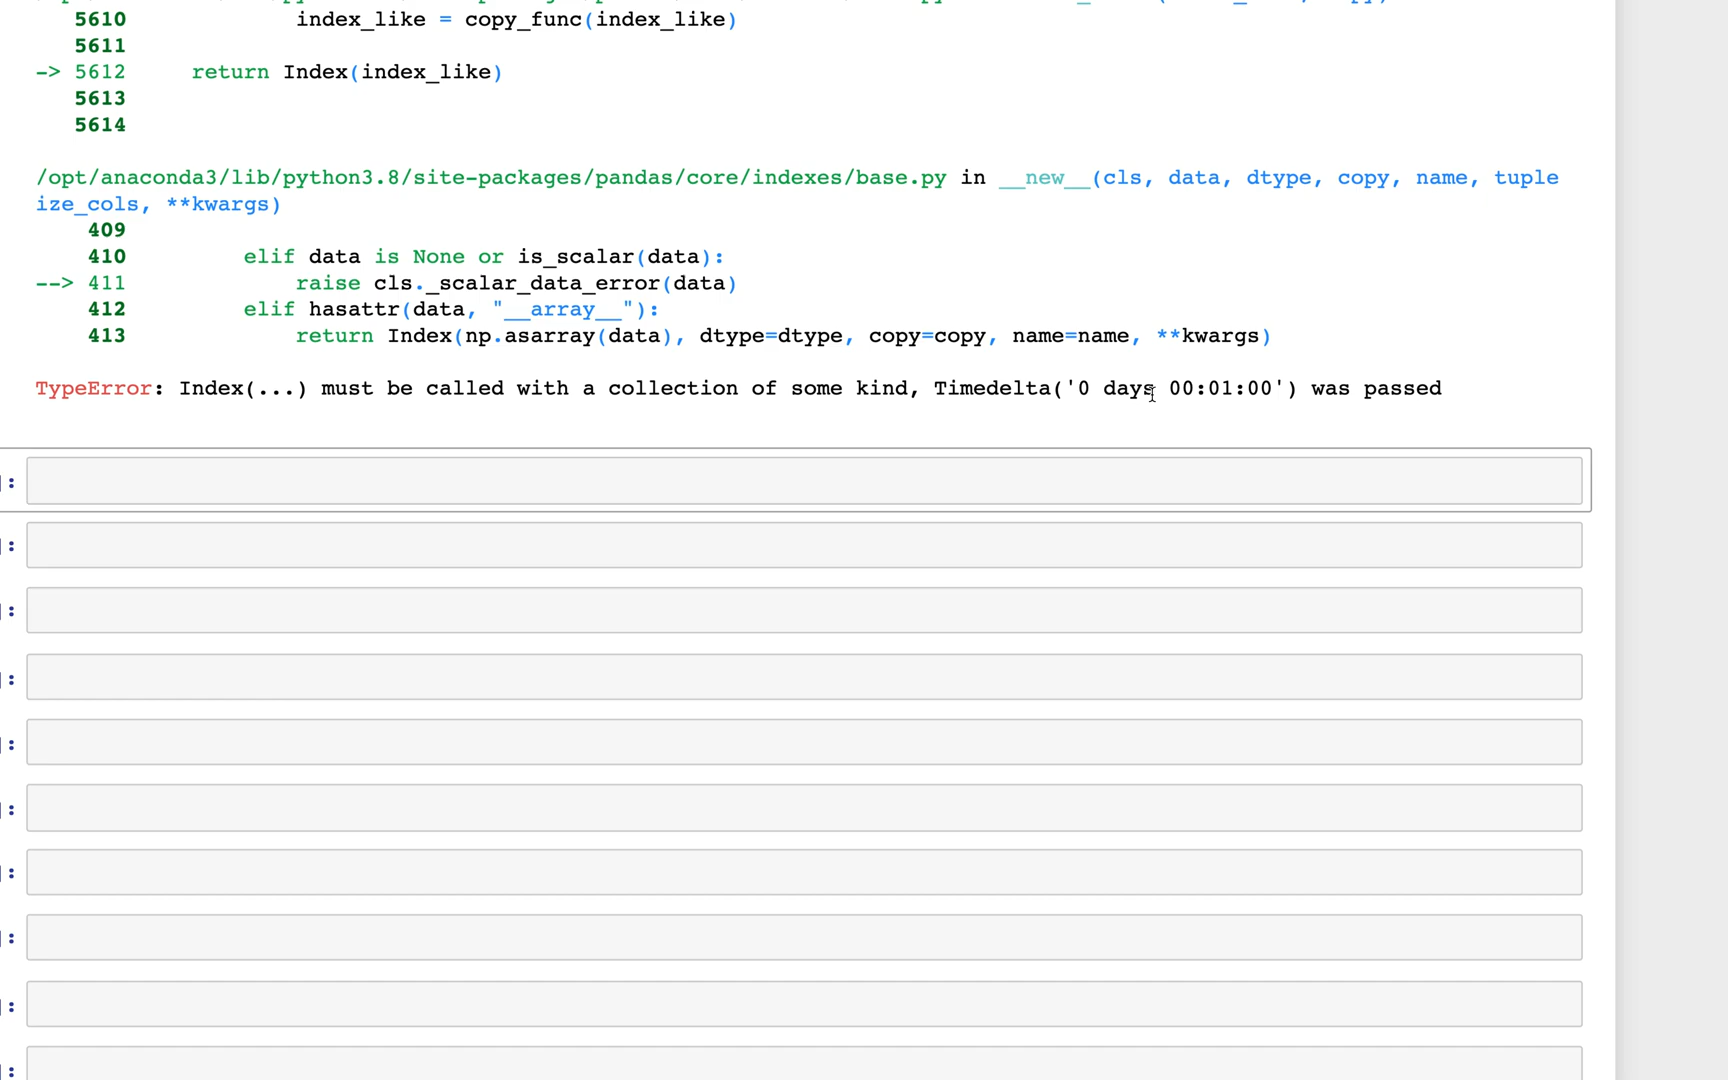 5610             index_like = copy_func(index_like)
5611
-> 5612     return Index(index_like)
5613
5614
/opt/anaconda3/lib/python3.8/site-packages/pandas/core/indexes/base.py in __new__(cls, data, dtype, copy, name, tuple
ize_cols, **kwargs)
409
410         elif data is None or is_scalar(data):
--> 411             raise cls._scalar_data_error(data)
412         elif hasattr(data, "__array__"):
413             return Index(np.asarray(data), dtype=dtype, copy=copy, name=name, **kwargs)
TypeError: Index(...) must be called with a collection of some kind, Timedelta('0 days 00:01:00') was passed
]:
]:
]:
]:
]:
]:
]:
]:
]:
]: